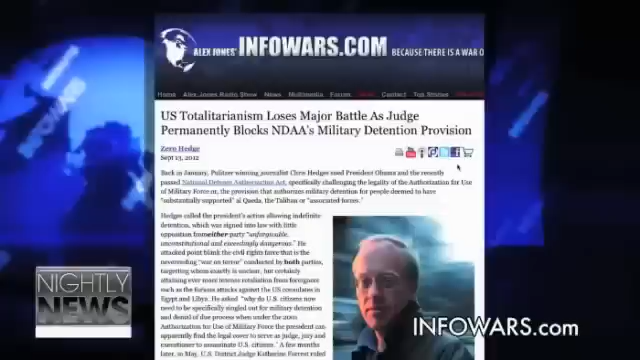 ALEX JONES' INFOWARS.COM BECAUSE THERE IS A WAR O
Home Alex Jones Radio Show News Multimedia Forum Contact Top Stories
US Totalitarianism Loses Major Battle As Judge
Permanently Blocks NDAA's Military Detention Provision
Zero Hedge
Sept 13, 2012
Back in January, Pulitzer winning journalist Chris Hedges sued President Obama and the recently
passed National Defense Authorization Act, specifically challenging the legality of the Authorization for Use
of Military Force or, the provision that authorizes military detention for people deemed to have
"substantially supported" al Qaeda, the Taliban or "associated forces."
Hedges called the president's action allowing indefinite
detention, which was signed into law with little
opposition from neither party "unforgivable,
unconstitutional and exceedingly dangerous." He
attacked point blank the civil rights farce that is the
neverending "war on terror" conducted by both parties,
targetting whom exactly is unclear, but certainly
attaining ever more intense retaliation from foreigners
such as the furious attacks against the US consulates in
Egypt and Libya. He asked "why do U.S. citizens now
need to be specifically singled out for military detention
and denial of due process when under the 2001
Authorization for Use of Military Force the president can
apparently find the legal cover to serve as judge, jury and
executioner to assassinate U.S. citizens." A few months
later, in May, U.S. District Judge Katherine Forrest ruled
INFOWARS
NIGHTLY
NEWS
INFOWARS.com